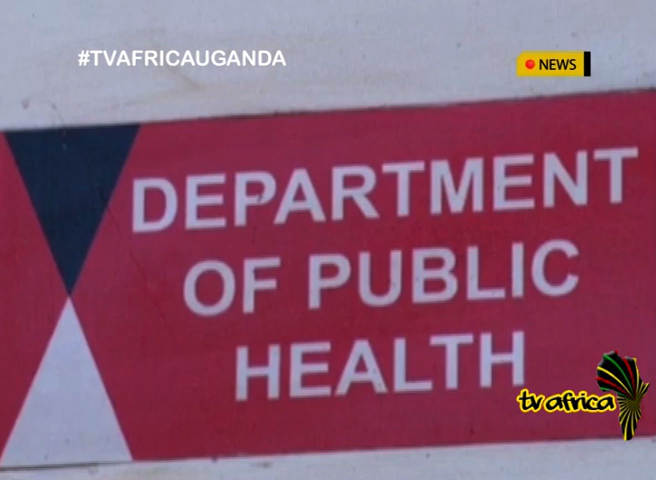 #TVAFRICAUGANDA
NEWS
DEPARTMENT
OF PUBLIC
HEALTH
tv africa